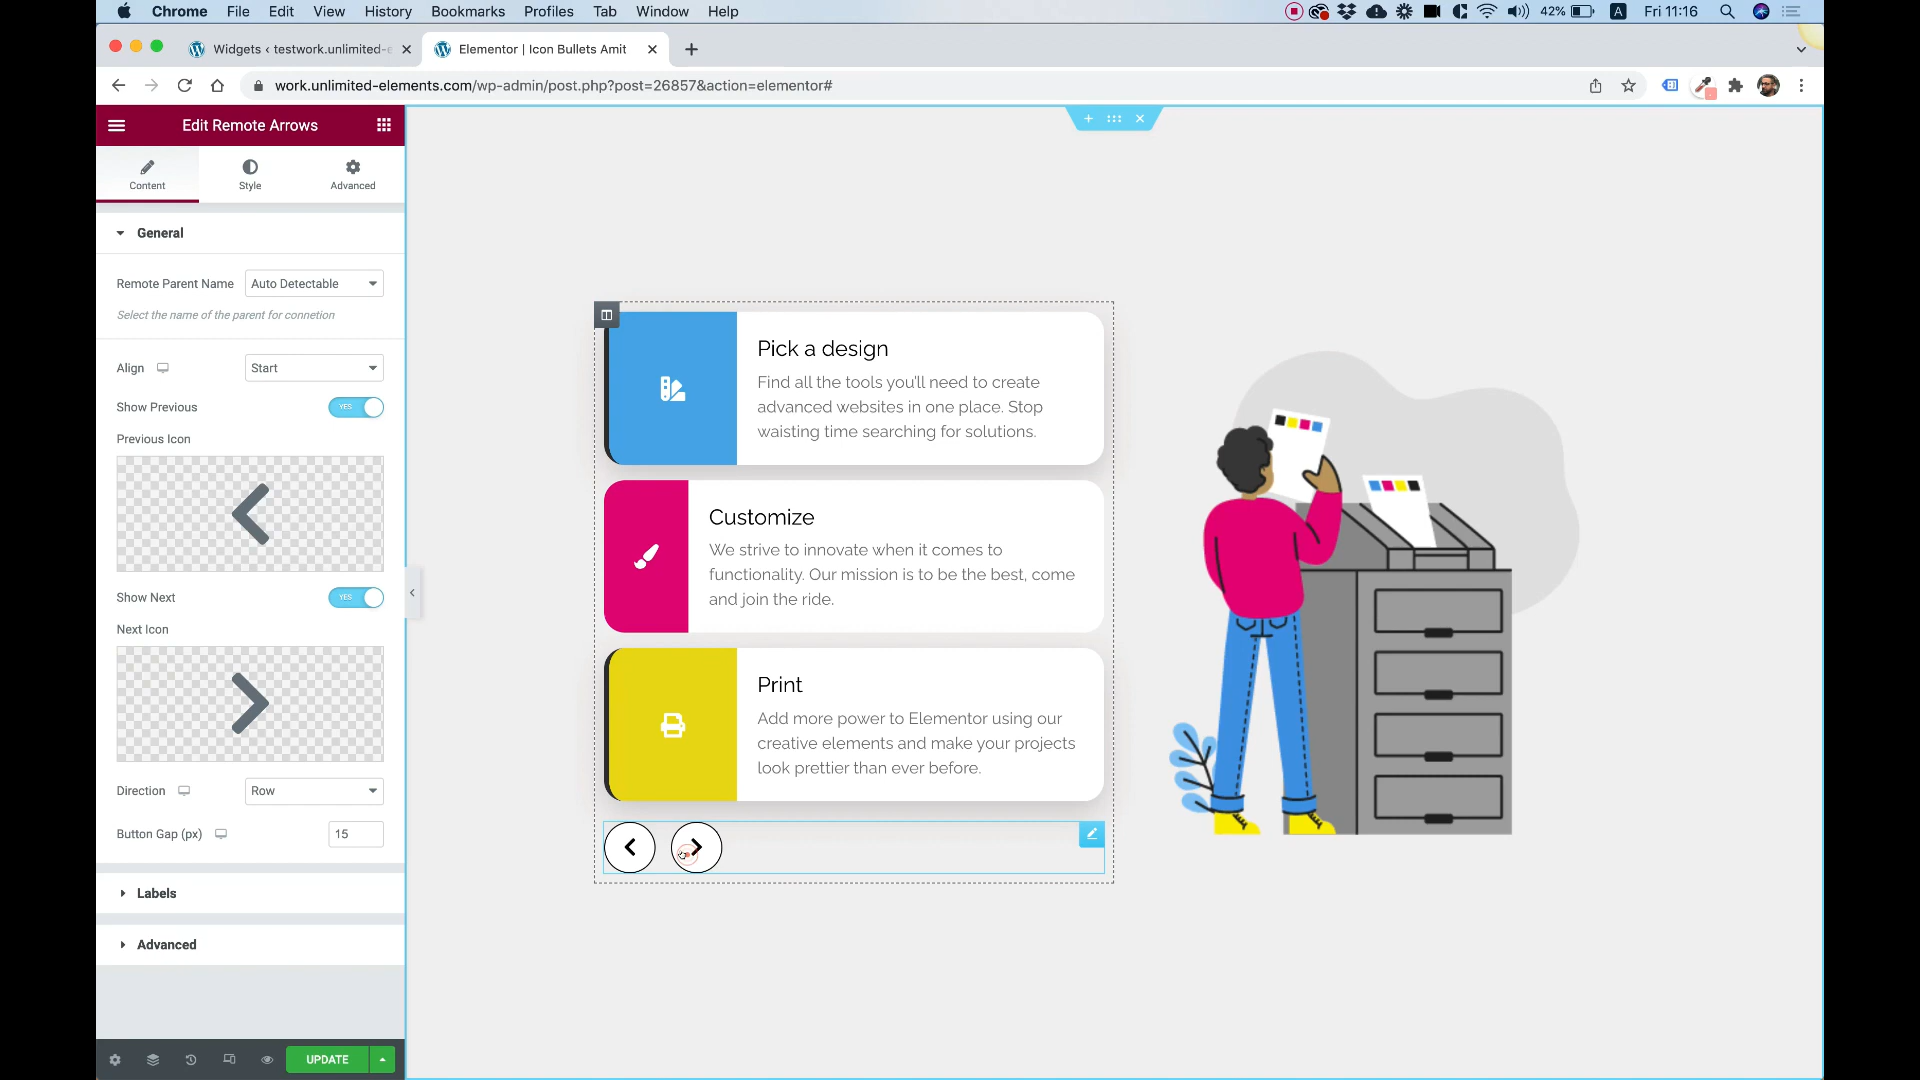 Chrome File Edit View History Bookmarks Profiles Tab Window Help 42% A Fri 11:16
Widgets ‹ testwork.unlimited-e
Elementor | Icon Bullets Amit
work.unlimited-elements.com/wp-admin/post.php?post=26857&action=elementor#
Edit Remote Arrows
Content Style Advanced
General
Remote Parent Name Auto Detectable
Select the name of the parent for connetion
Align Start
Show Previous YES
Previous Icon
Show Next YES
Next Icon
Direction Row
Button Gap (px) 15
Labels
Advanced
UPDATE
Pick a design
Find all the tools you'll need to create
advanced websites in one place. Stop
waisting time searching for solutions.
Customize
We strive to innovate when it comes to
functionality. Our mission is to be the best, come
and join the ride.
Print
Add more power to Elementor using our
creative elements and make your projects
look prettier than ever before.